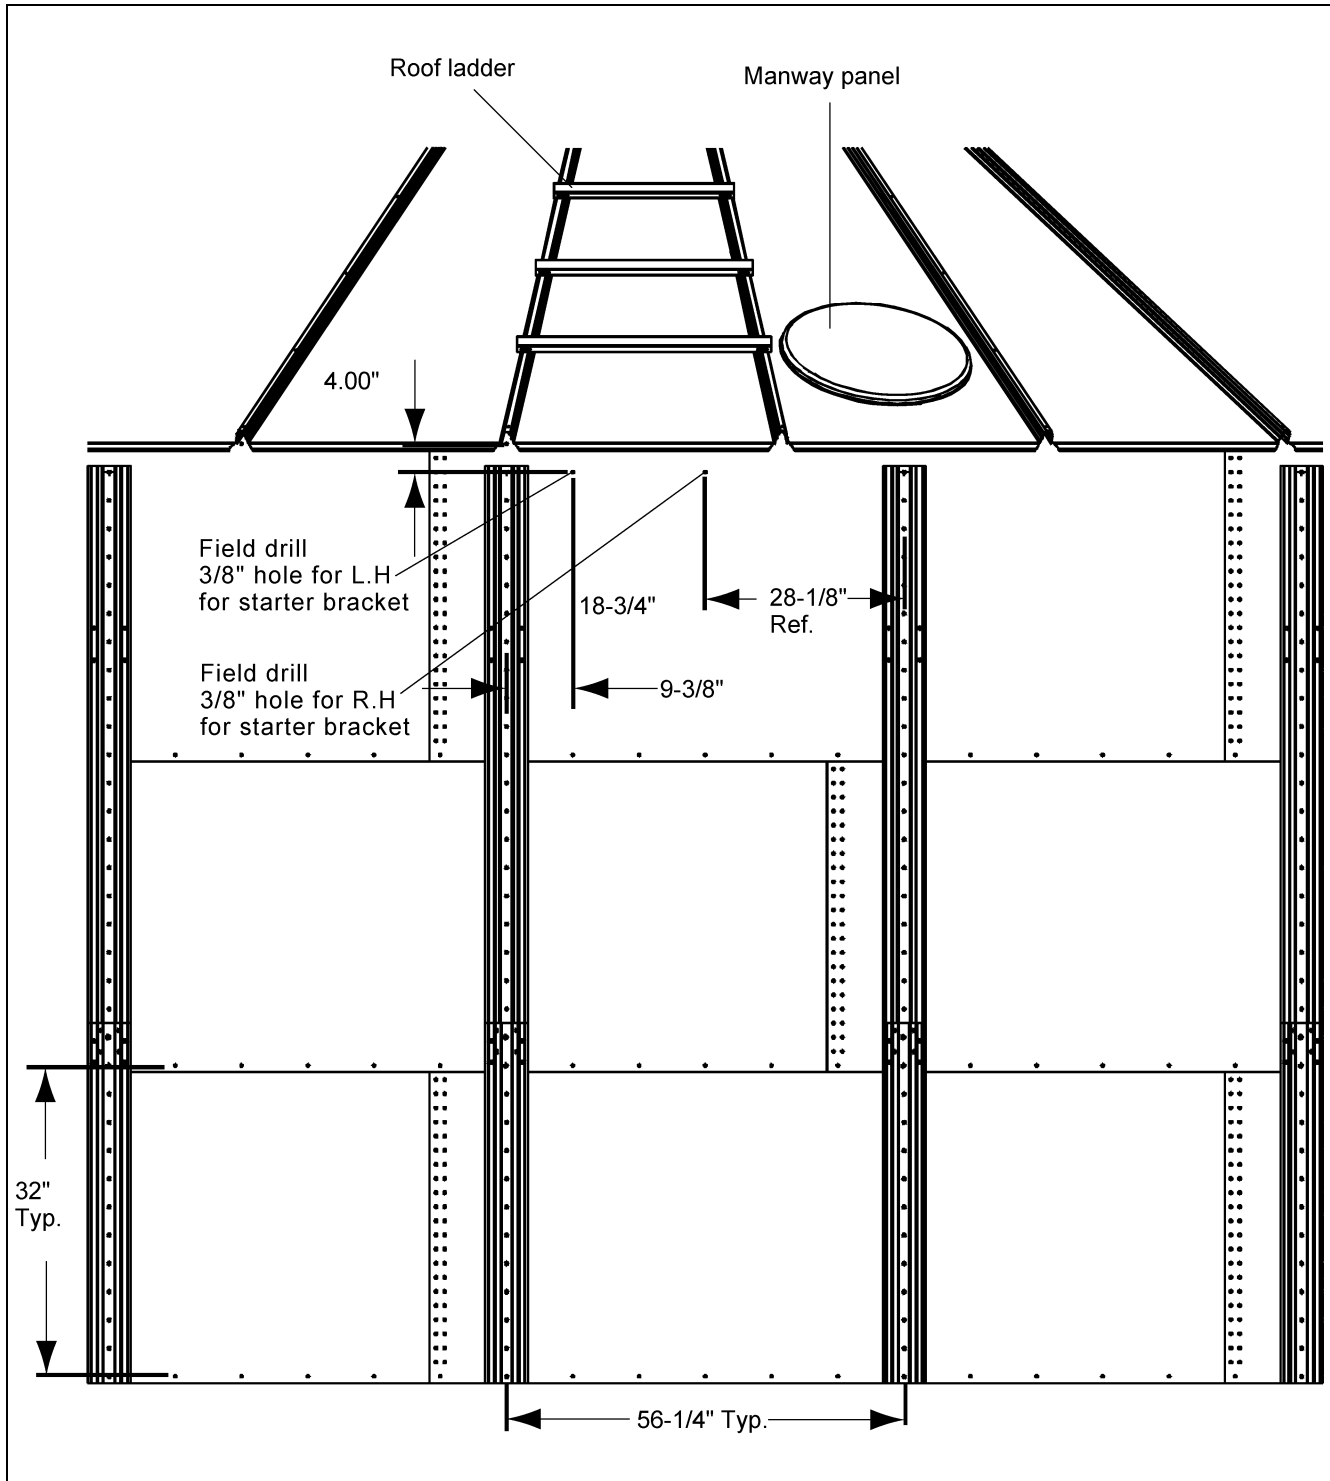 Roof ladder
Manway panel
4.00"
Field drill
3/8" hole for L.H
for starter bracket
18-3/4"
28-1/8"
Ref.
Field drill
3/8" hole for R.H
for starter bracket
9-3/8"
32"
Typ.
56-1/4" Typ.